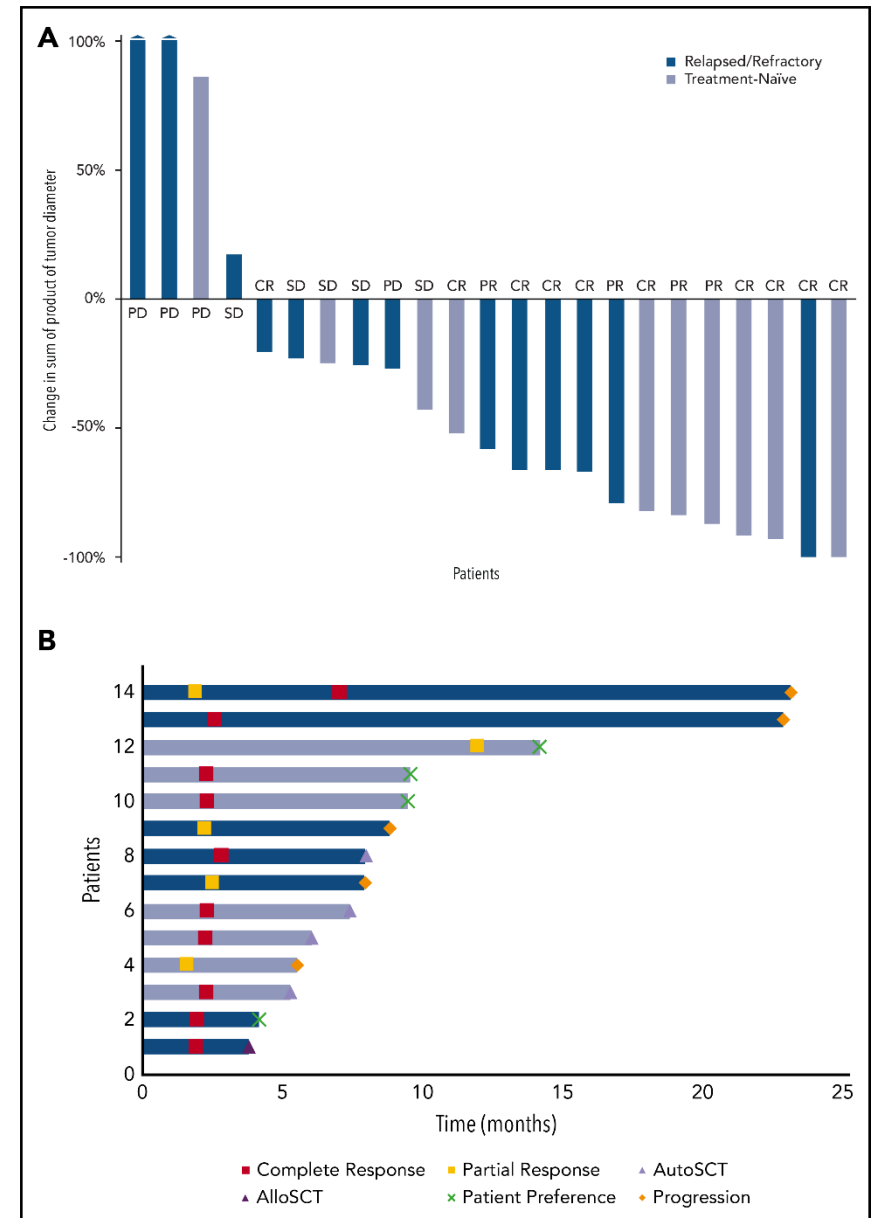 A
100%
50%
0%
-50%
-100%
Change in sum of product of tumor diameter
Relapsed/Refractory
Treatment-Naïve
CR SD SD SD PD SD CR PR CR CR CR PR CR PR PR CR CR CR CR
PD PD PD SD
Patients
B
14
12
10
8
6
4
2
0
Patients
0 5 10 15 20 25
Time (months)
Complete Response Partial Response AutoSCT
AlloSCT Patient Preference Progression